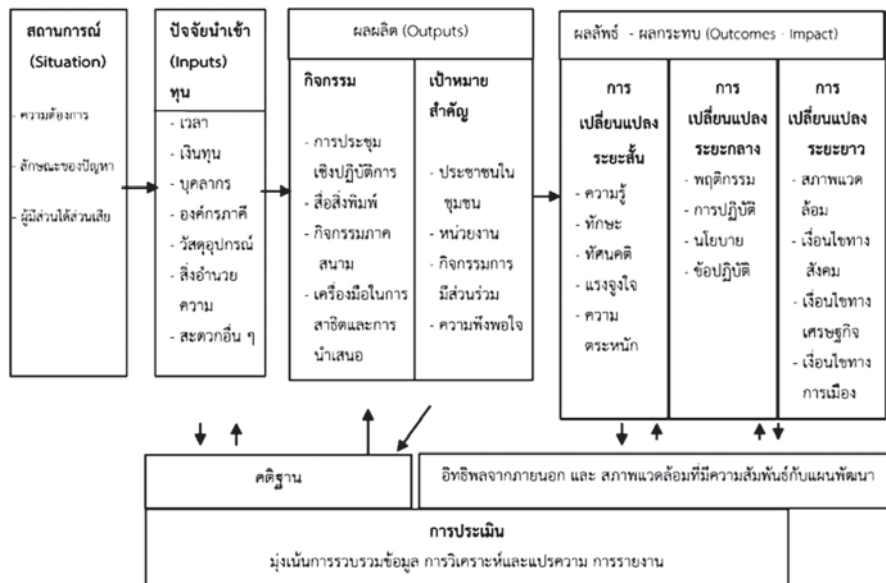 สถานการณ์
(Situation)
- ความต้องการ
- ลักษณะของปัญหา
- ผู้มีส่วนได้ส่วนเสีย
ปัจจัยนำเข้า
(Inputs)
ทุน
- เวลา
- เงินทุน
- บุคลากร
- องค์กรภาคี
- วัสดุอุปกรณ์
- สิ่งอำนวย
ความ
- สะดวกอื่น ๆ
ผลผลิต (Outputs)
กิจกรรม
- การประชุม
เชิงปฏิบัติการ
- สื่อสิ่งพิมพ์
- กิจกรรมภาค
สนาม
- เครื่องมือในการ
สาธิตและการ
นำเสนอ
เป้าหมาย
สำคัญ
- ประชาชนใน
ชุมชน
- หน่วยงาน
- กิจกรรมการ
มีส่วนร่วม
- ความพึงพอใจ
ผลลัพธ์ - ผลกระทบ (Outcomes - Impact)
การ
เปลี่ยนแปลง
ระยะสั้น
- ความรู้
- ทักษะ
- ทัศนคติ
- แรงจูงใจ
- ความ
ตระหนัก
การ
เปลี่ยนแปลง
ระยะกลาง
- พฤติกรรม
- การปฏิบัติ
- นโยบาย
- ข้อปฏิบัติ
การ
เปลี่ยนแปลง
ระยะยาว
- สภาพแวด
ล้อม
- เงื่อนไขทาง
สังคม
- เงื่อนไขทาง
เศรษฐกิจ
- เงื่อนไขทาง
การเมือง
คติฐาน
อิทธิพลจากภายนอก และ สภาพแวดล้อมที่มีความสัมพันธ์กับแผนพัฒนา
การประเมิน
มุ่งเน้นการรวบรวมข้อมูล การวิเคราะห์และแปรความ การรายงาน